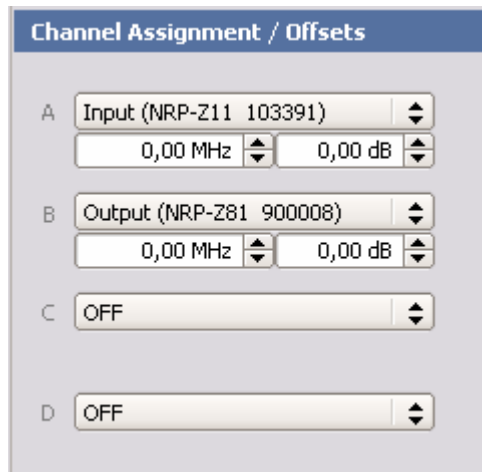 Channel Assignment / Offsets
A Input (NRP-Z11 103391)
0,00 MHz 0,00 dB
B Output (NRP-Z81 900008)
0,00 MHz 0,00 dB
C OFF
D OFF